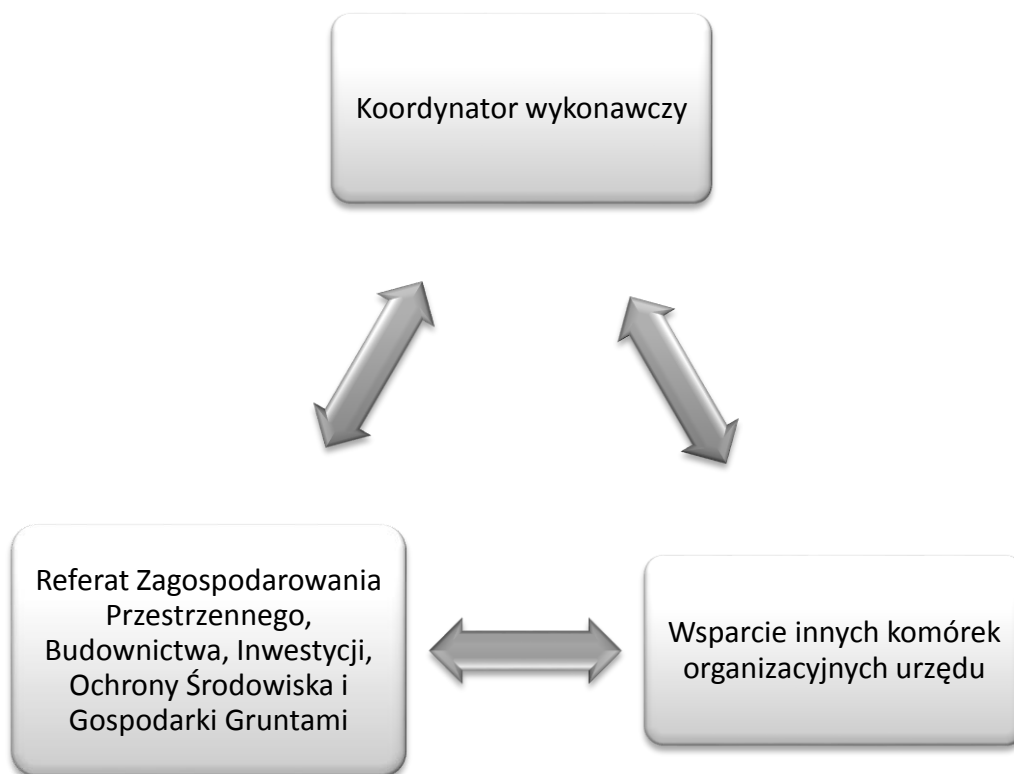 Koordynator wykonawczy
Referat Zagospodarowania
Przestrzennego,
Budownictwa, Inwestycji,
Ochrony Środowiska i
Gospodarki Gruntami
Wsparcie innych komórek
organizacyjnych urzędu